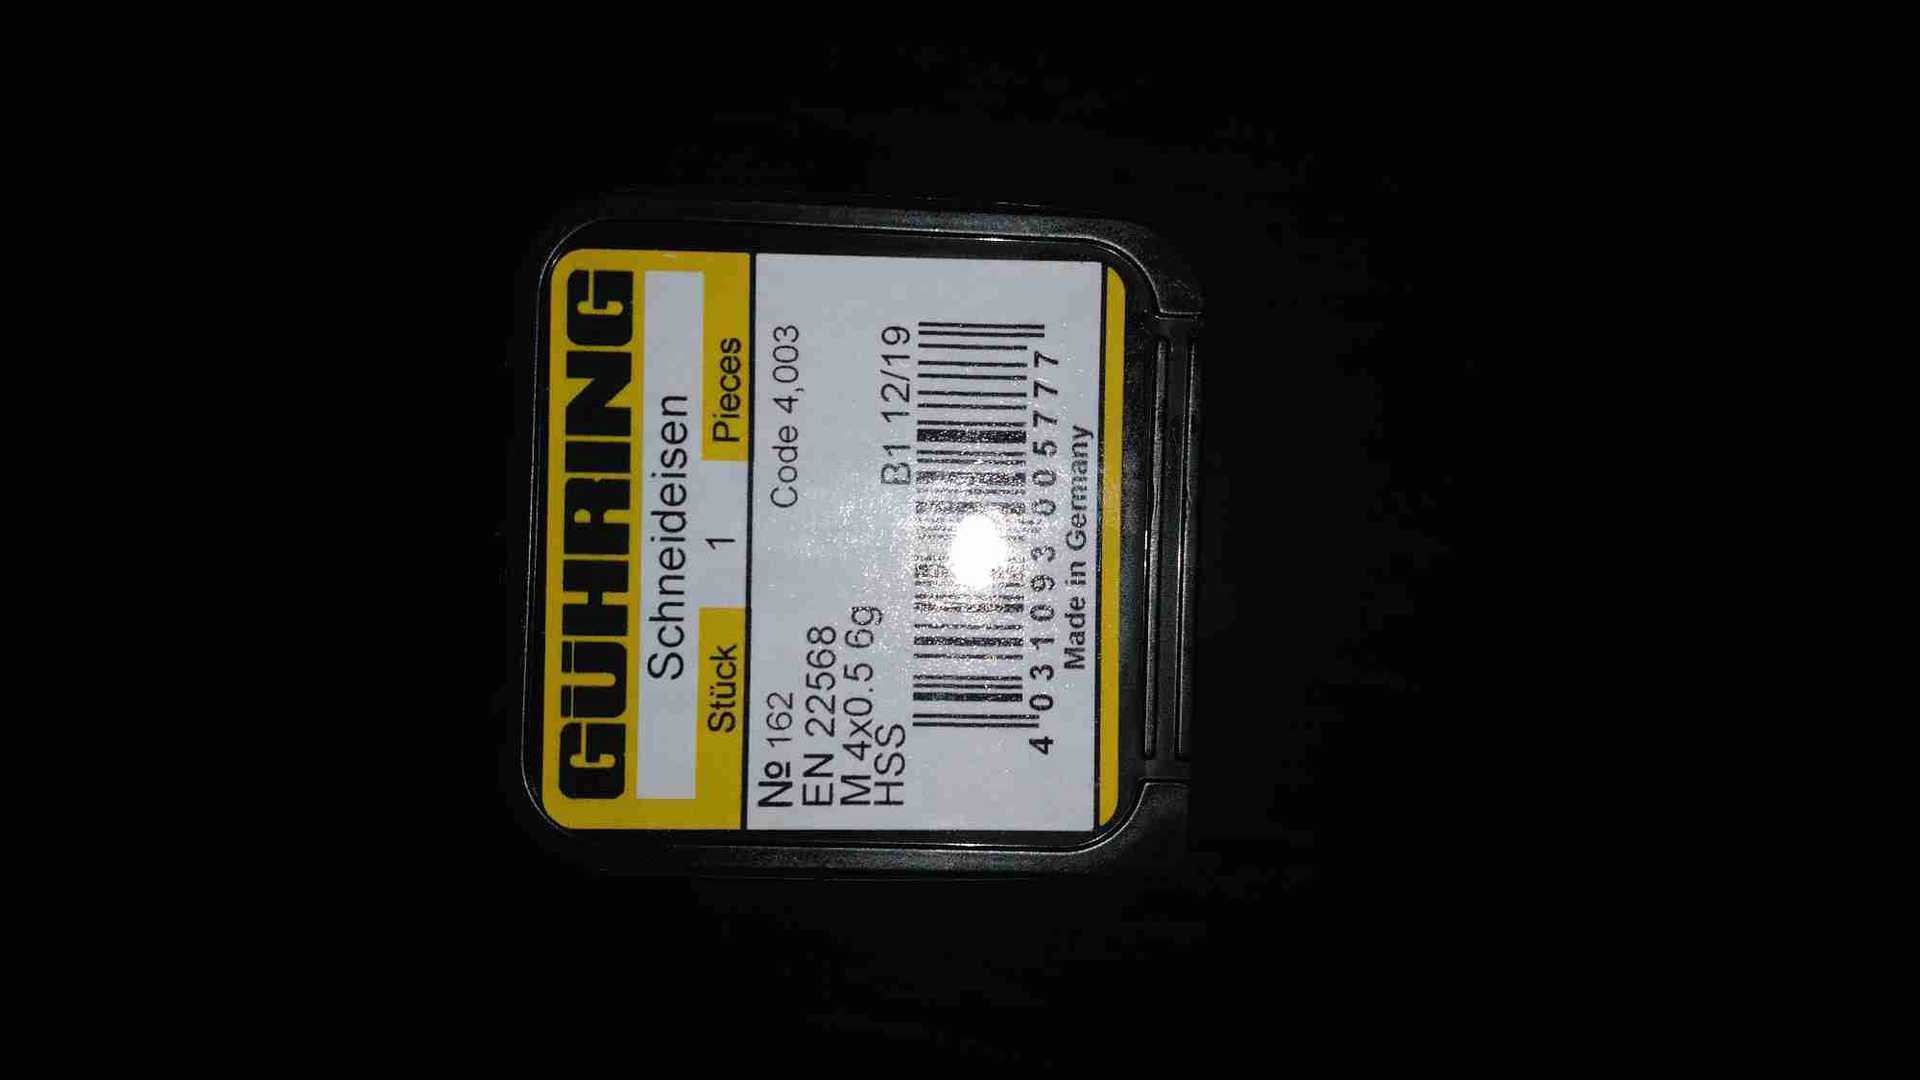 GÜHRING
Schneideisen
Stück 1 Pieces
№ 162 Code 4,003
EN 22568
M 4x0.5 6g
HSS B1 12/19
4 031093 005777
Made in Germany